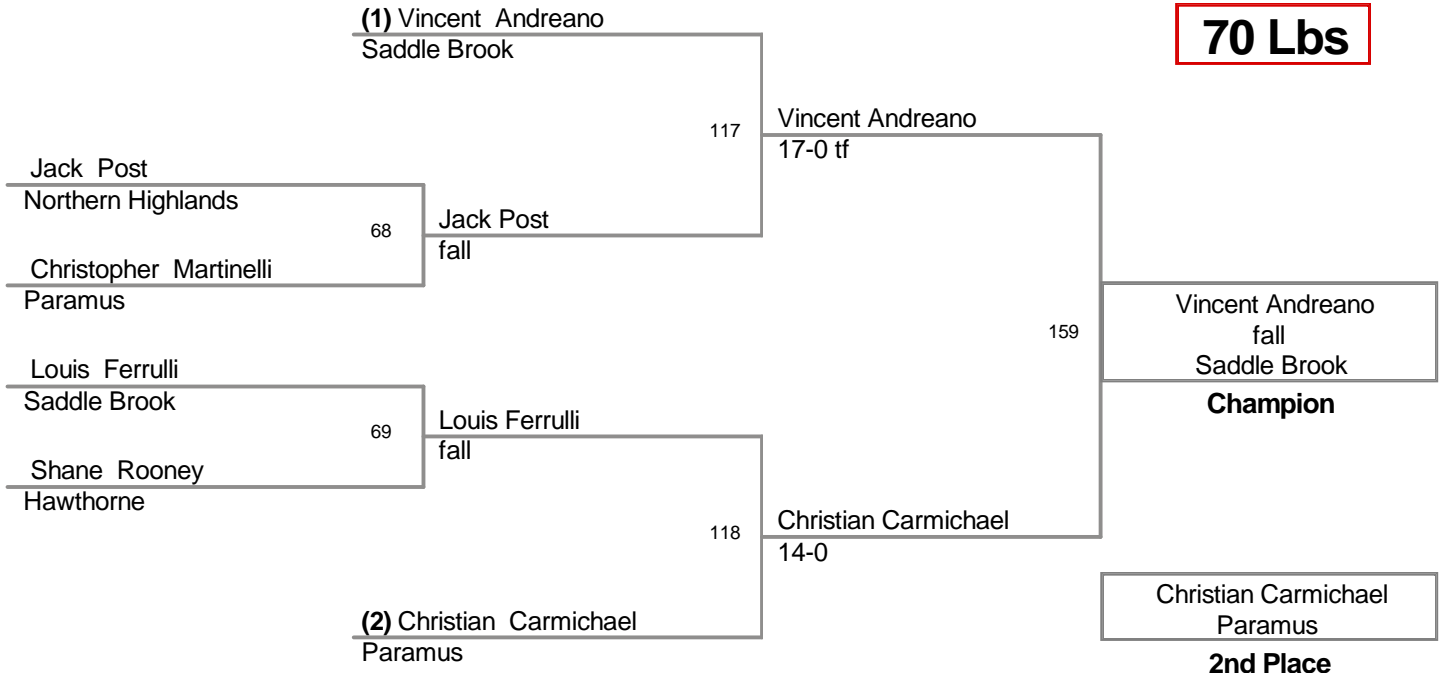 (1) Vincent Andreano
Saddle Brook
70 Lbs
117
Vincent Andreano
17-0 tf
Jack Post
Northern Highlands
68
Jack Post
fall
Christopher Martinelli
Paramus
159
Vincent Andreano
fall
Saddle Brook
Champion
Louis Ferrulli
Saddle Brook
69
Louis Ferrulli
fall
Shane Rooney
Hawthorne
118
Christian Carmichael
14-0
(2) Christian Carmichael
Paramus
Christian Carmichael
Paramus
2nd Place